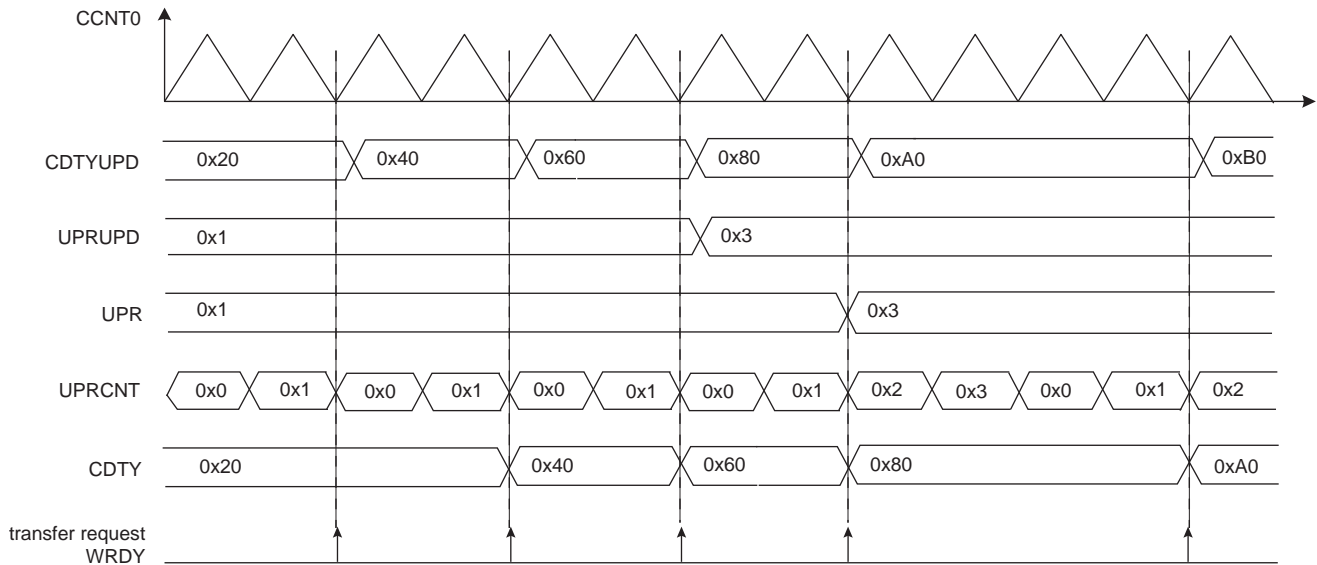 CCNT0
CDTYUPD 0x20 0x40 0x60 0x80 0xA0 0xB0
UPRUPD 0x1 0x3
UPR 0x1 0x3
UPRCNT 0x0 0x1 0x0 0x1 0x0 0x1 0x0 0x1 0x2 0x3 0x0 0x1 0x2
CDTY 0x20 0x40 0x60 0x80 0xA0
transfer request
WRDY